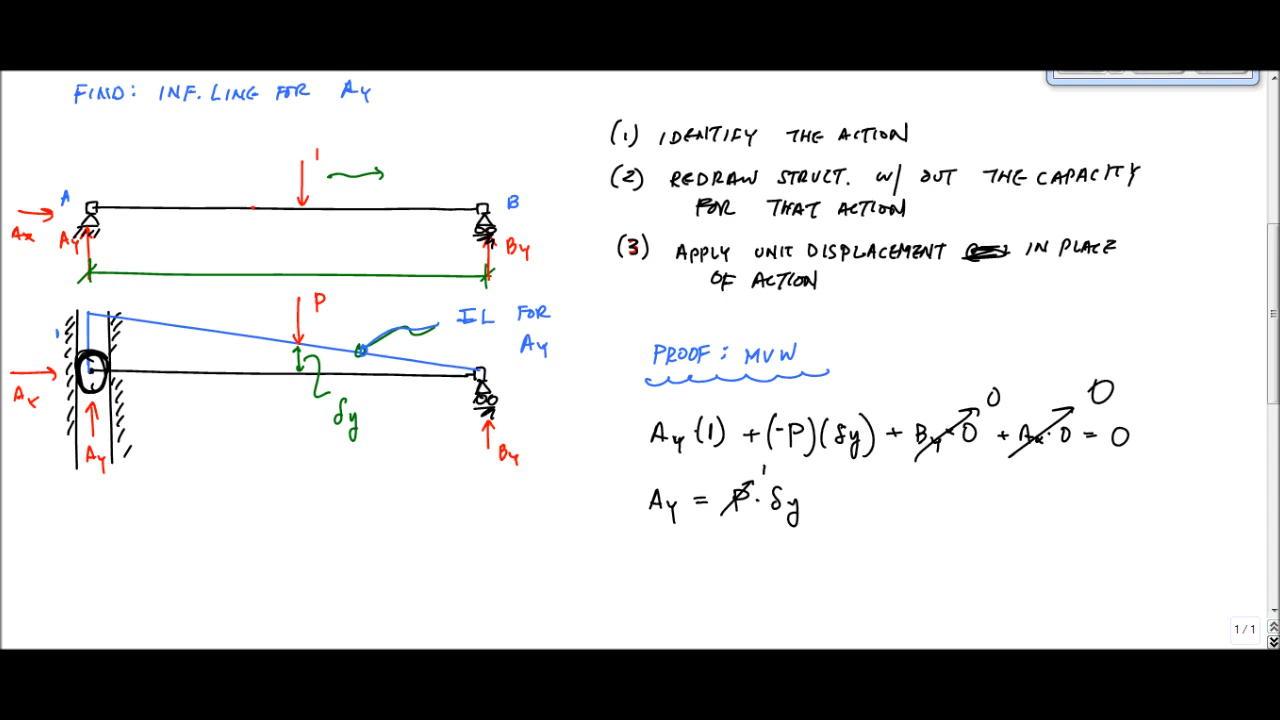 FIND: INF. LINE FOR Ay
1
A
B
Ax
Ay
By
P
IL FOR
Ay
1
Ax
δy
Ay
By
(1) IDENTIFY THE ACTION
(2) REDRAW STRUCT. W/ OUT THE CAPACITY
FOR THAT ACTION
(3) APPLY UNIT DISPLACEMENT IN PLACE
OF ACTION
PROOF: MVW
0 0
Ay (1) + (-P)(δy) + By · 0 + Ax · 0 = 0
1
Ay = P · δy
1 / 1